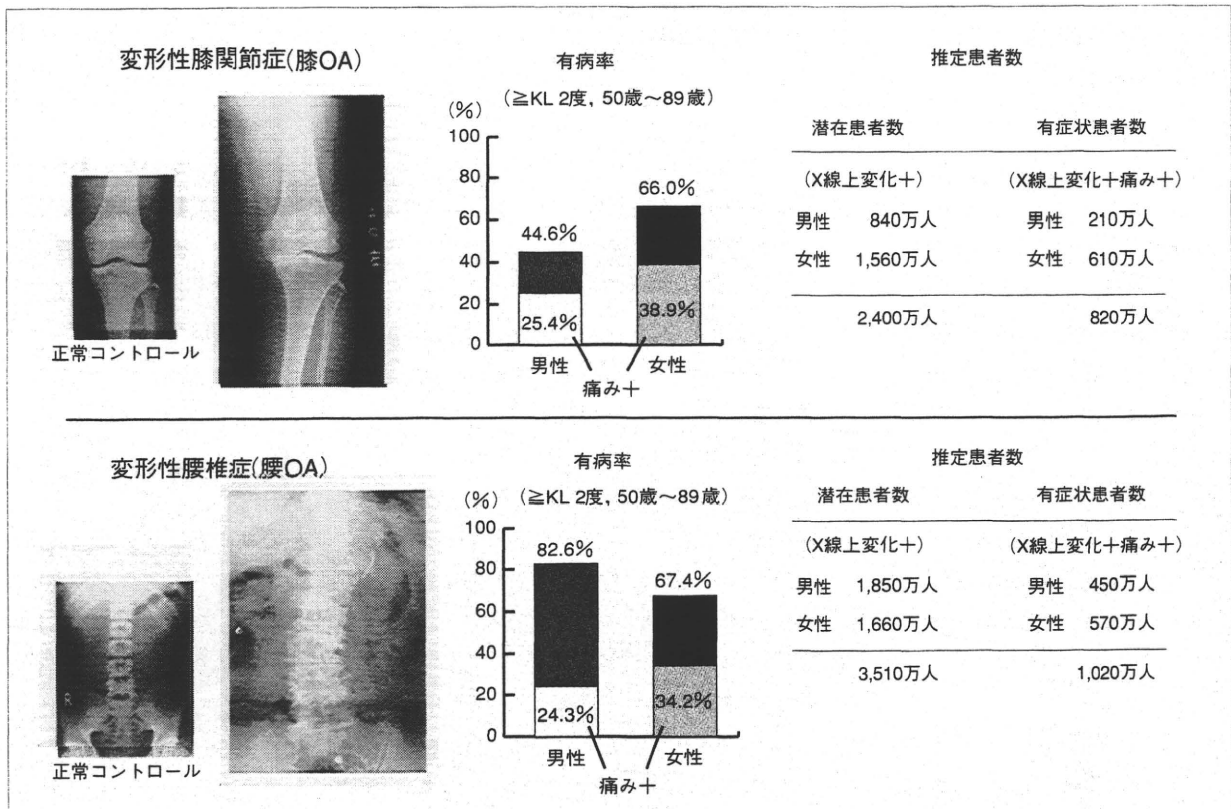 変形性膝関節症(膝OA)
正常コントロール
有病率
(≧KL 2度, 50歳〜89歳)
(%)
100
80
60
40
20
0
44.6%
66.0%
25.4%
38.9%
男性
女性
痛み＋
推定患者数
潜在患者数 有症状患者数
(X線上変化＋) (X線上変化＋痛み＋)
男性 840万人 男性 210万人
女性 1,560万人 女性 610万人
2,400万人 820万人
変形性腰椎症(腰OA)
正常コントロール
有病率
(≧KL 2度, 50歳〜89歳)
(%)
100
80
60
40
20
0
82.6%
67.4%
24.3%
34.2%
男性
女性
痛み＋
推定患者数
潜在患者数 有症状患者数
(X線上変化＋) (X線上変化＋痛み＋)
男性 1,850万人 男性 450万人
女性 1,660万人 女性 570万人
3,510万人 1,020万人